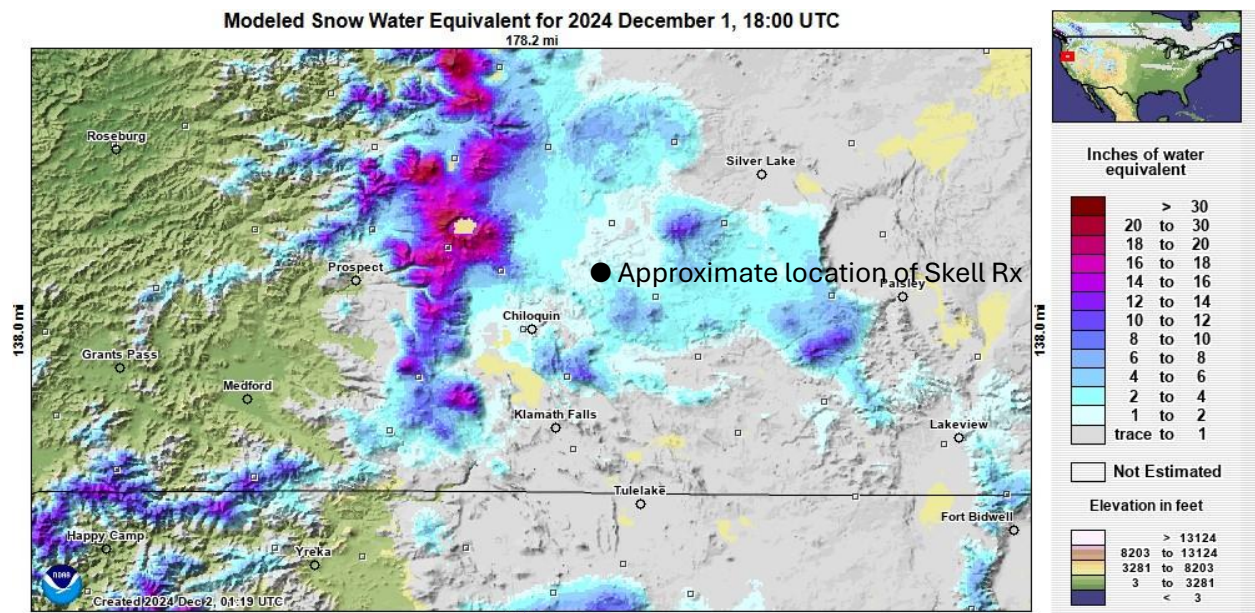 Modeled Snow Water Equivalent for 2024 December 1, 18:00 UTC
178.2 mi
138.0 mi
138.0 mi
Roseburg
Silver Lake
Prospect
Approximate location of Skell Rx
Paisley
Chiloquin
Grants Pass
Medford
Klamath Falls
Lakeview
Tulelake
Fort Bidwell
Happy Camp
Yreka
NOAA
Created 2024 Dec 2, 01:19 UTC
Inches of water
equivalent
> 30
20 to 30
18 to 20
16 to 18
14 to 16
12 to 14
10 to 12
8 to 10
6 to 8
4 to 6
2 to 4
1 to 2
trace to 1
Not Estimated
Elevation in feet
> 13124
8203 to 13124
3281 to 8203
3 to 3281
< 3